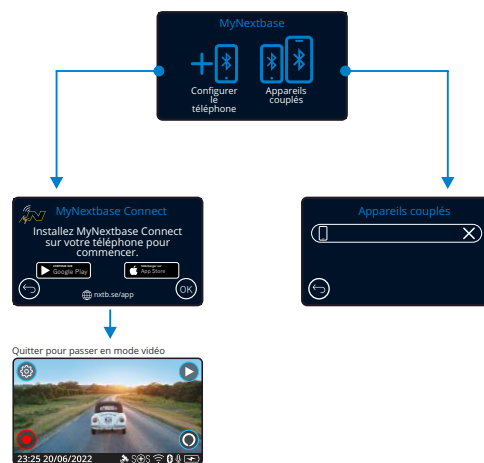 MyNextbase
Configurer
le
téléphone
Appareils
couplés
MyNextbase Connect
Installez MyNextbase Connect
sur votre téléphone pour
commencer.
Google Play
App Store
nxtb.se/app
OK
Appareils couplés
Quitter pour passer en mode vidéo
23:25 20/06/2022
SOS